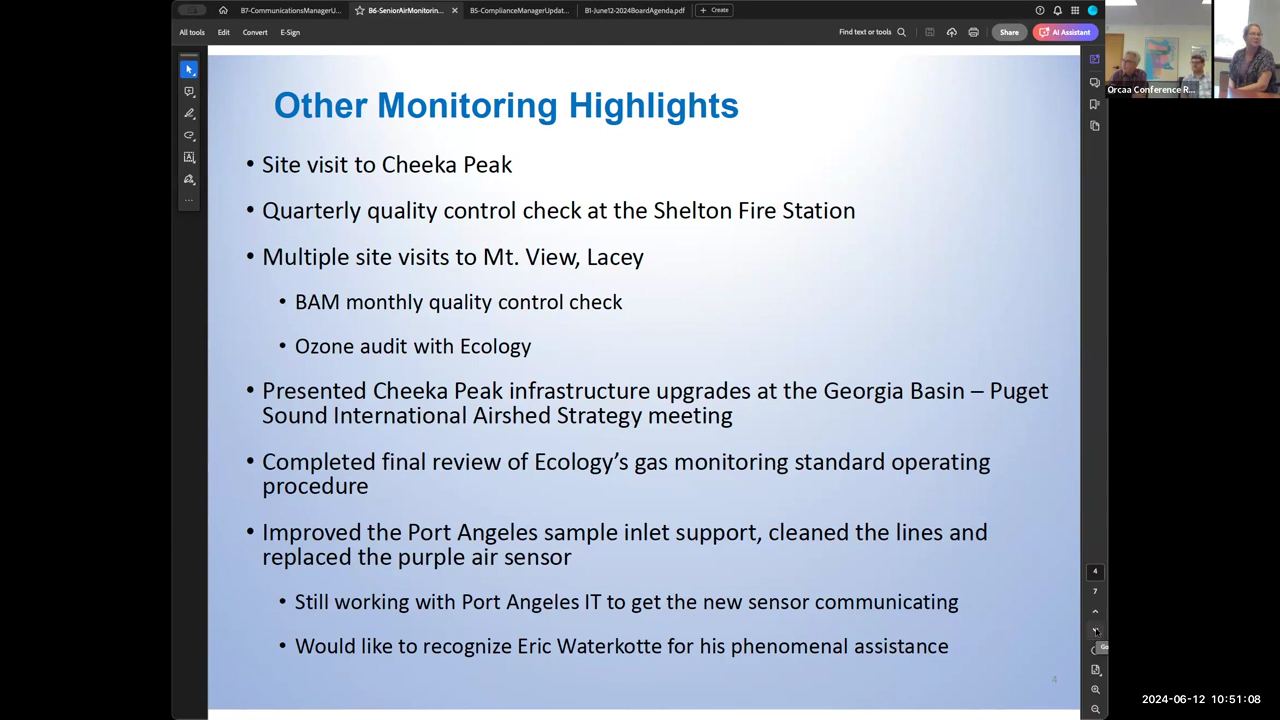 B7-CommunicationsManagerU...
B6-SeniorAirMonitorin...
B5-ComplianceManagerUpdat...
B1-June12-2024BoardAgenda.pdf
+ Create
All tools
Edit
Convert
E-Sign
Find text or tools
Share
AI Assistant
Orcaa Conference R...
Other Monitoring Highlights
• Site visit to Cheeka Peak
• Quarterly quality control check at the Shelton Fire Station
• Multiple site visits to Mt. View, Lacey
• BAM monthly quality control check
• Ozone audit with Ecology
• Presented Cheeka Peak infrastructure upgrades at the Georgia Basin – Puget
Sound International Airshed Strategy meeting
• Completed final review of Ecology’s gas monitoring standard operating
procedure
• Improved the Port Angeles sample inlet support, cleaned the lines and
replaced the purple air sensor
• Still working with Port Angeles IT to get the new sensor communicating
• Would like to recognize Eric Waterkotte for his phenomenal assistance
4
4
7
2024-06-12 10:51:08